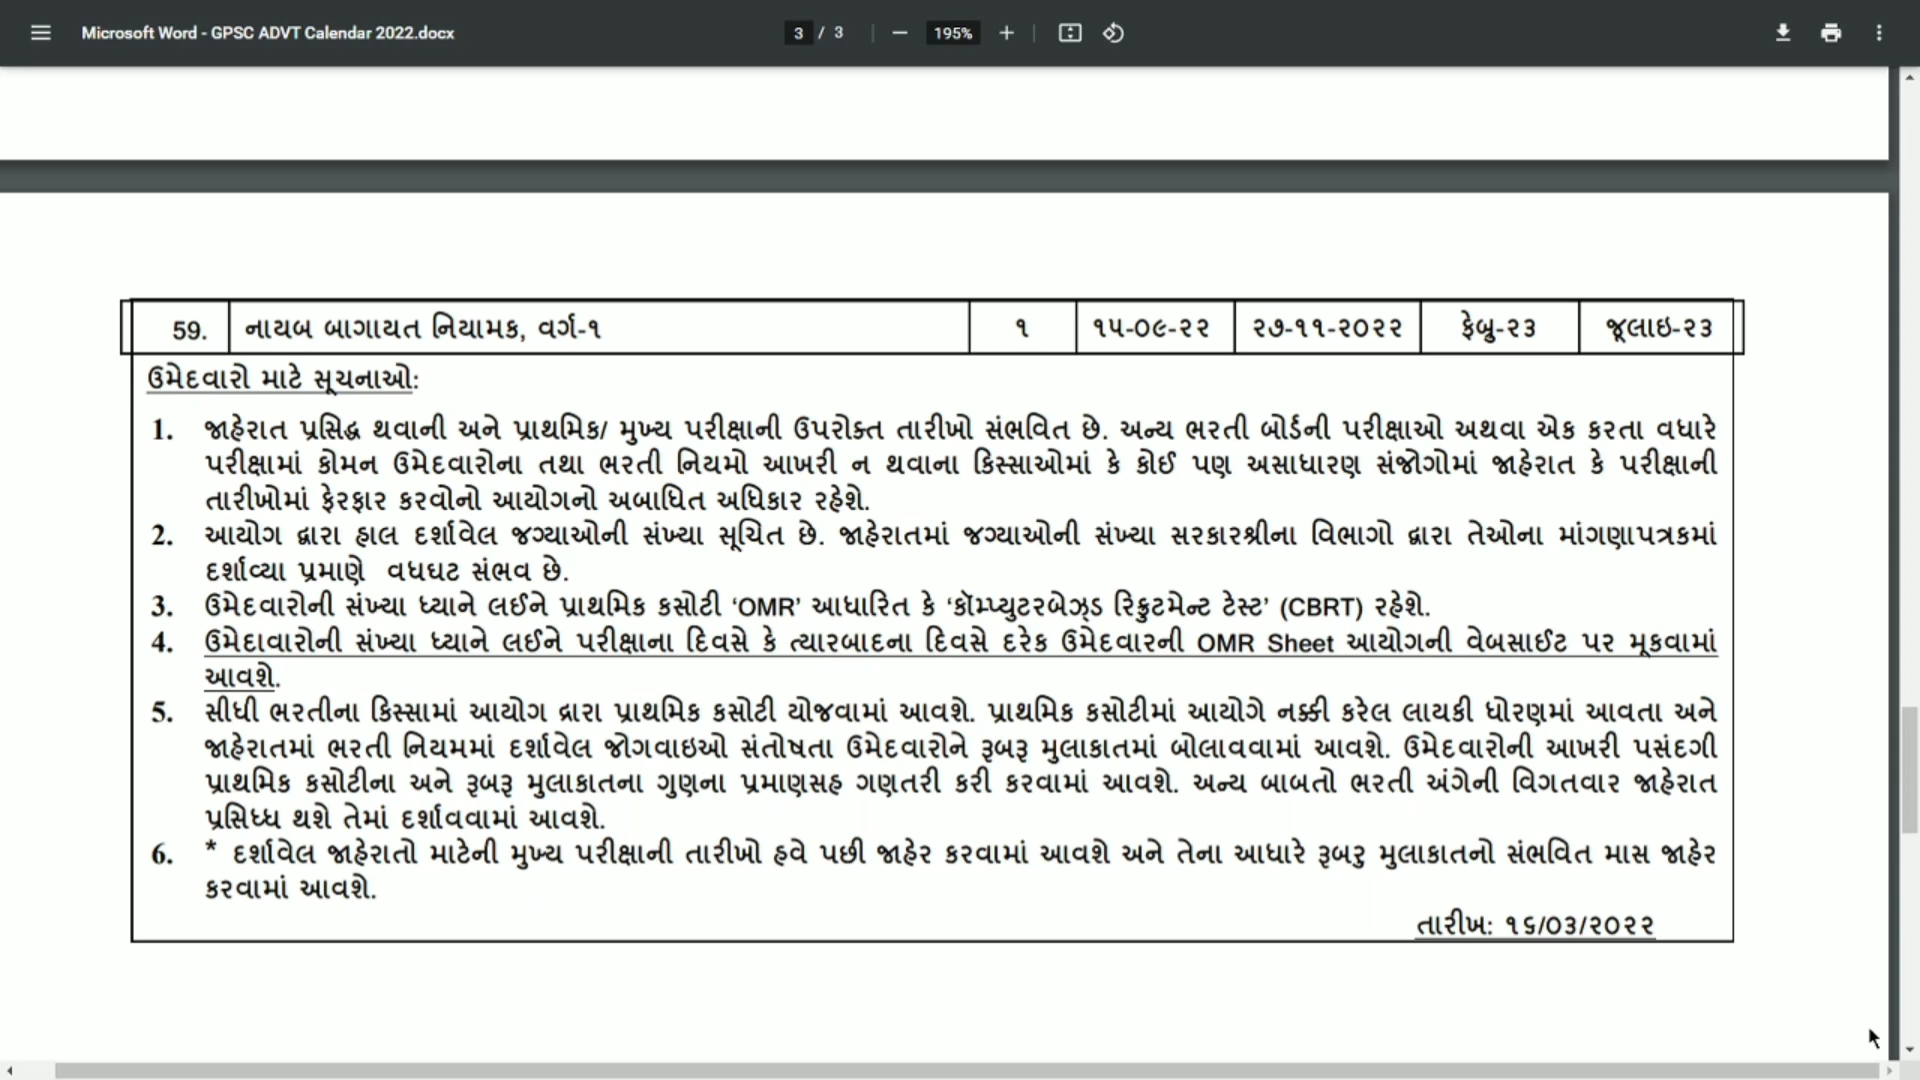 Microsoft Word - GPSC ADVT Calendar 2022.docx 3 / 3 195%
59. નાયબ બાગાયત નિયામક, વર્ગ-૧ ૧ ૧૫-૦૯-૨૨ ૨૭-૧૧-૨૦૨૨ ફેબ્રુ-૨૩ જૂલાઇ-૨૩
ઉમેદવારો માટે સૂચનાઓ:
1. જાહેરાત પ્રસિદ્ધ થવાની અને પ્રાથમિક/ મુખ્ય પરીક્ષાની ઉપરોક્ત તારીખો સંભવિત છે. અન્ય ભરતી બોર્ડની પરીક્ષાઓ અથવા એક કરતા વધારે
પરીક્ષામાં કોમન ઉમેદવારોના તથા ભરતી નિયમો આખરી ન થવાના કિસ્સાઓમાં કે કોઈ પણ અસાધારણ સંજોગોમાં જાહેરાત કે પરીક્ષાની
તારીખોમાં ફેરફાર કરવોનો આયોગનો અબાધિત અધિકાર રહેશે.
2. આયોગ દ્વારા હાલ દર્શાવેલ જગ્યાઓની સંખ્યા સૂચિત છે. જાહેરાતમાં જગ્યાઓની સંખ્યા સરકારશ્રીના વિભાગો દ્વારા તેઓના માંગણાપત્રકમાં
દર્શાવ્યા પ્રમાણે વધઘટ સંભવ છે.
3. ઉમેદવારોની સંખ્યા ધ્યાને લઈને પ્રાથમિક કસોટી ‘OMR’ આધારિત કે ‘કૉમ્પ્યુટરબેઝ્ડ રિક્રુટમેન્ટ ટેસ્ટ’ (CBRT) રહેશે.
4. ઉમેદાવારોની સંખ્યા ધ્યાને લઈને પરીક્ષાના દિવસે કે ત્યારબાદના દિવસે દરેક ઉમેદવારની OMR Sheet આયોગની વેબસાઈટ પર મૂકવામાં
આવશે.
5. સીધી ભરતીના કિસ્સામાં આયોગ દ્રારા પ્રાથમિક કસોટી યોજવામાં આવશે. પ્રાથમિક કસોટીમાં આયોગે નક્કી કરેલ લાયકી ધોરણમાં આવતા અને
જાહેરાતમાં ભરતી નિયમમાં દર્શાવેલ જોગવાઇઓ સંતોષતા ઉમેદવારોને રૂબરૂ મુલાકાતમાં બોલાવવામાં આવશે. ઉમેદવારોની આખરી પસંદગી
પ્રાથમિક કસોટીના અને રૂબરૂ મુલાકાતના ગુણના પ્રમાણસહ ગણતરી કરી કરવામાં આવશે. અન્ય બાબતો ભરતી અંગેની વિગતવાર જાહેરાત
પ્રસિધ્ધ થશે તેમાં દર્શાવવામાં આવશે.
6. * દર્શાવેલ જાહેરાતો માટેની મુખ્ય પરીક્ષાની તારીખો હવે પછી જાહેર કરવામાં આવશે અને તેના આધારે રૂબરુ મુલાકાતનો સંભવિત માસ જાહેર
કરવામાં આવશે.
તારીખ: ૧૬/૦૩/૨૦૨૨